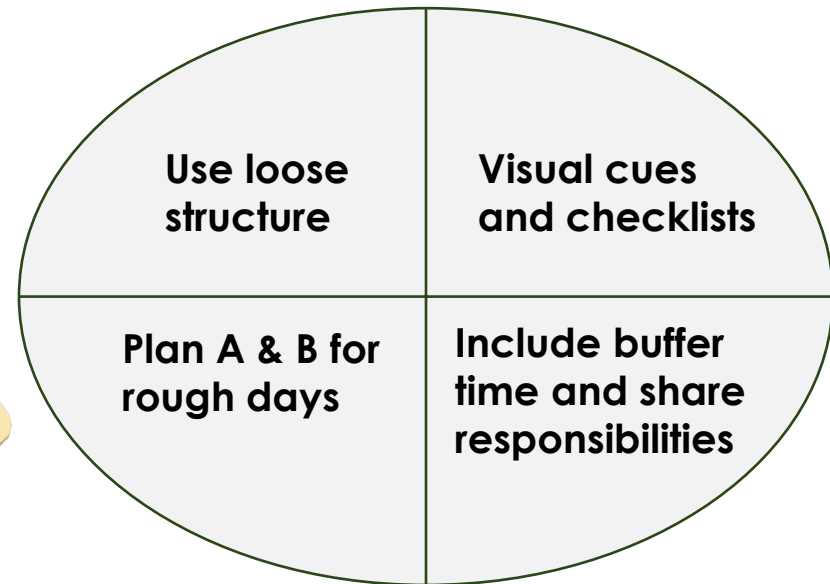 Use loose
structure
Visual cues
and checklists
Plan A & B for
rough days
Include buffer
time and share
responsibilities